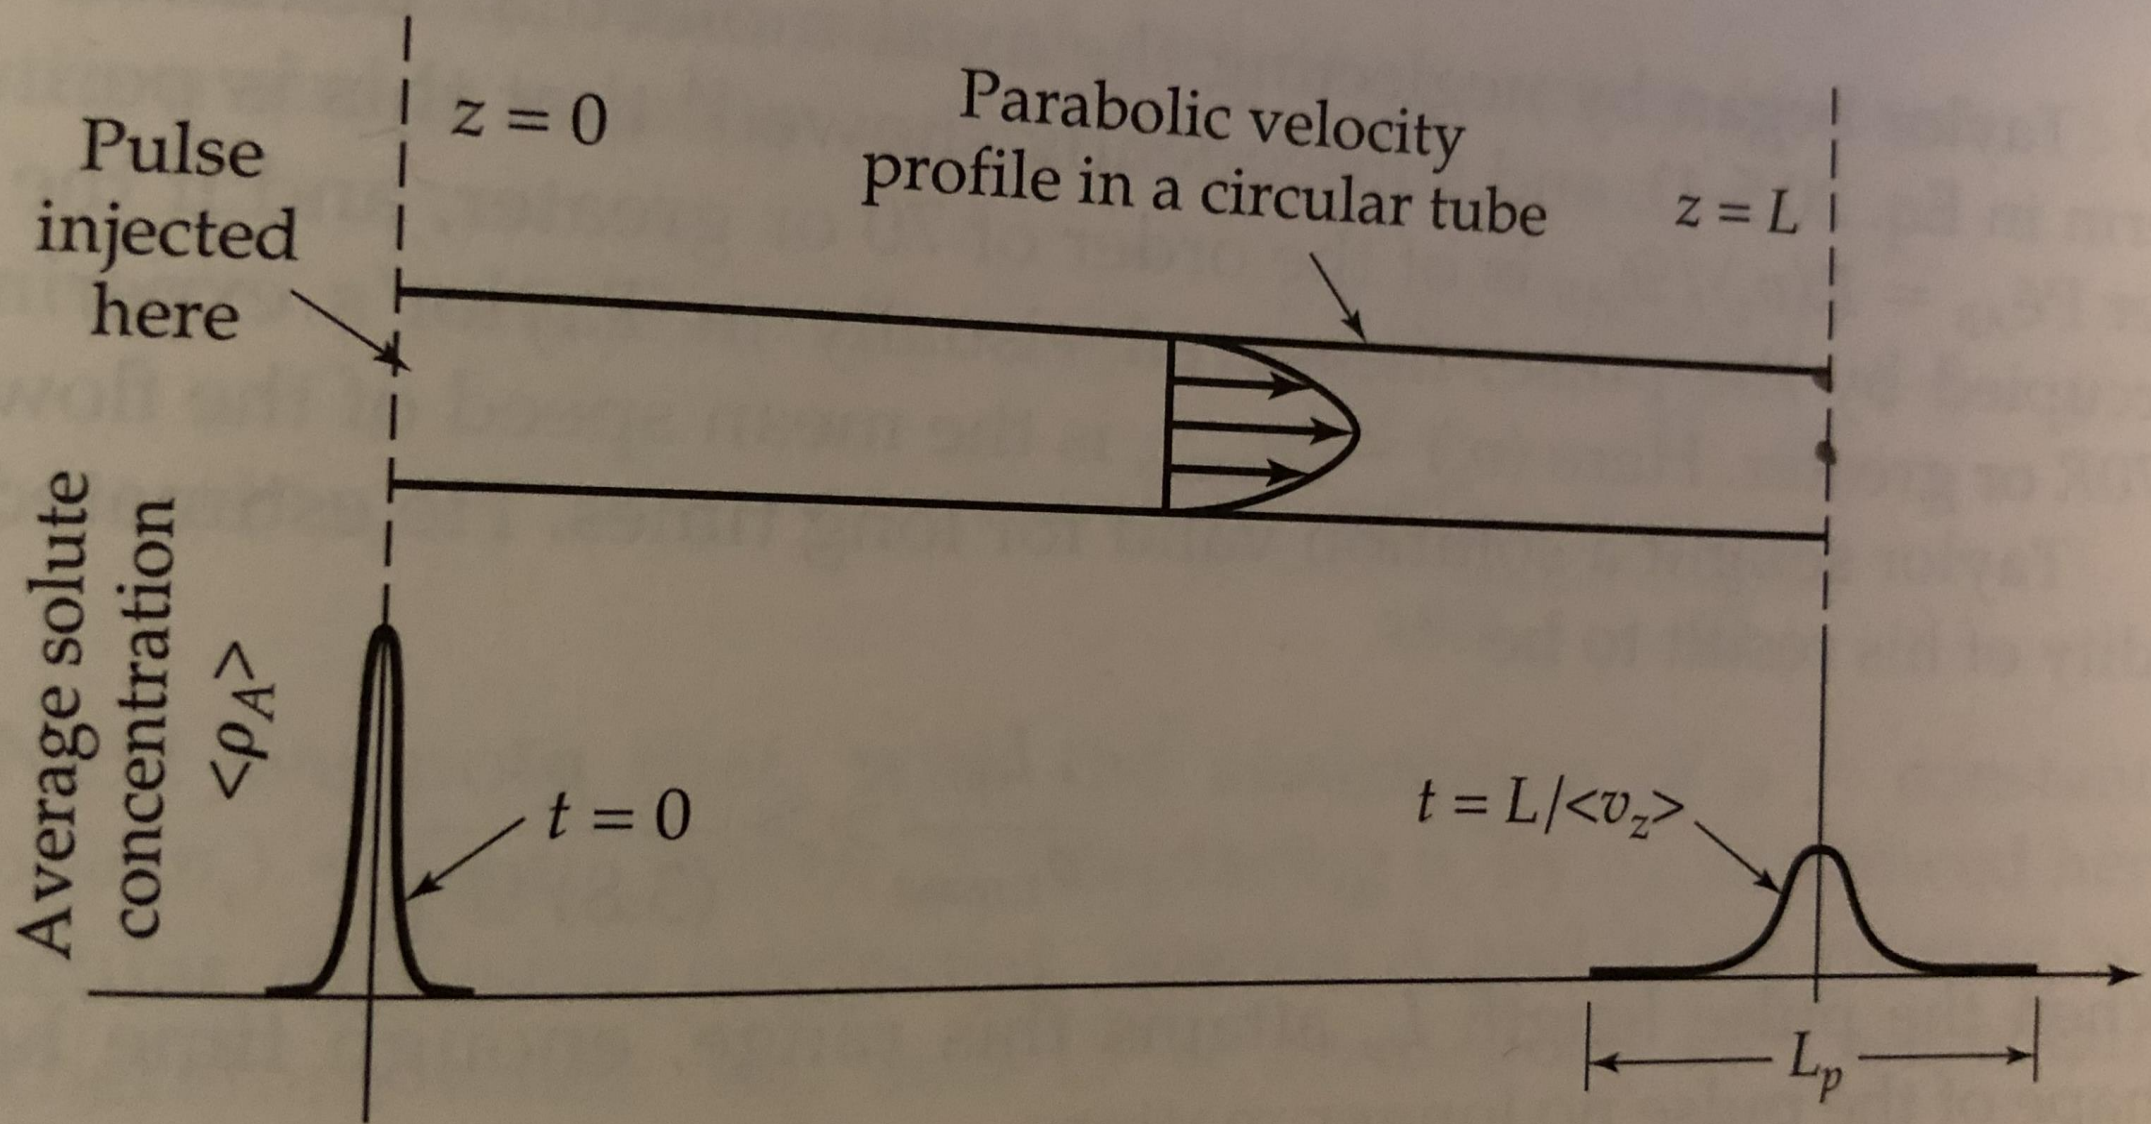 z = 0
Pulse
injected
here
Parabolic velocity
profile in a circular tube
z = L
Average solute
concentration
<ρ_A>
t = 0
t = L/<v_z>
L_p